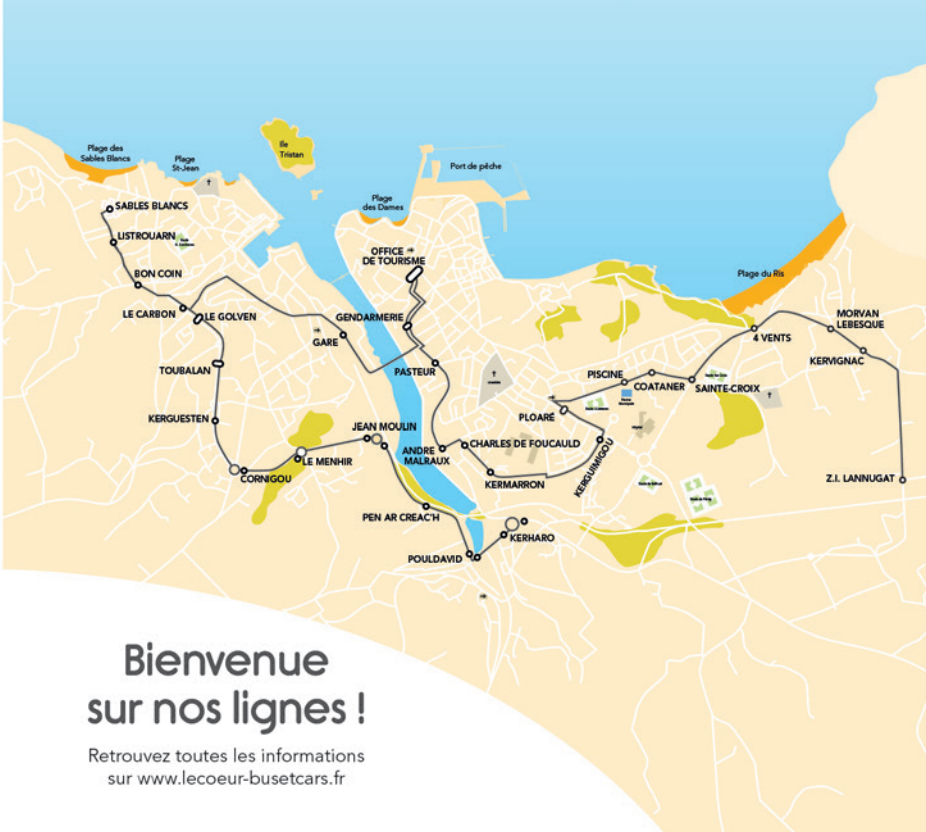 Ile
Tristan
Plage des
Sables Blancs
Plage
St-Jean
Port de pêche
Plage
des Dames
SABLES BLANCS
LISTROUARN
OFFICE
DE TOURISME
BON COIN
Plage du Ris
LE CARBON
LE GOLVEN
GENDARMERIE
MORVAN
LEBESQUE
GARE
4 VENTS
TOUBALAN
PASTEUR
KERVIGNAC
PISCINE
COATANER
SAINTE-CROIX
PLOARÉ
KERGUESTEN
JEAN MOULIN
CHARLES DE FOUCAULD
ANDRE
MALRAUX
KERGUIMIGOU
LE MENHIR
CORNIGOU
KERMARRON
Z.I. LANNUGAT
PEN AR CREAC'H
KERHARO
POULDAVID
Bienvenue
sur nos lignes !
Retrouvez toutes les informations
sur www.lecoeur-busetcars.fr